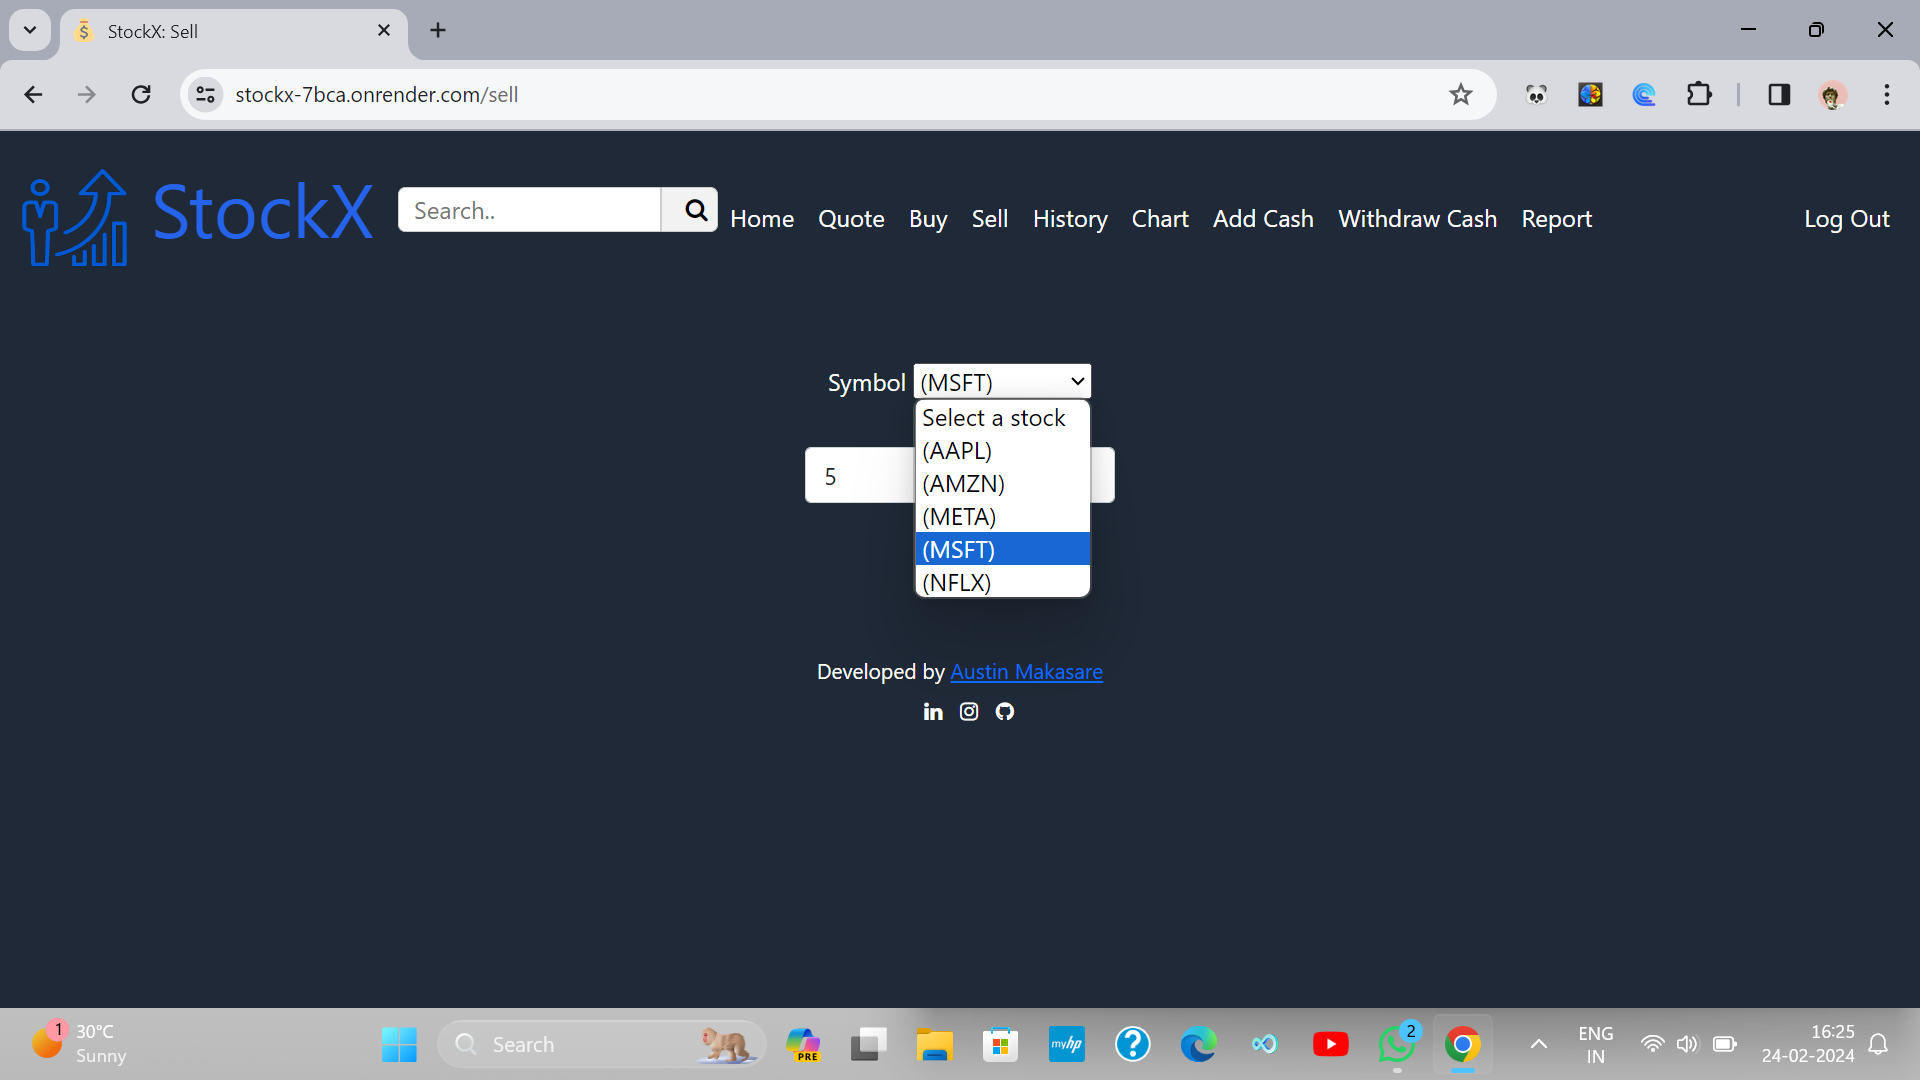 StockX: Sell
stockx-7bca.onrender.com/sell
StockX
Search..
Home Quote Buy Sell History Chart Add Cash Withdraw Cash Report Log Out
Symbol (MSFT)
Select a stock
(AAPL)
(AMZN)
(META)
(MSFT)
(NFLX)
5
Developed by Austin Makasare
in
1
30°C
Sunny
Search
PRE
myhp
?
2
ENG
IN
16:25
24-02-2024